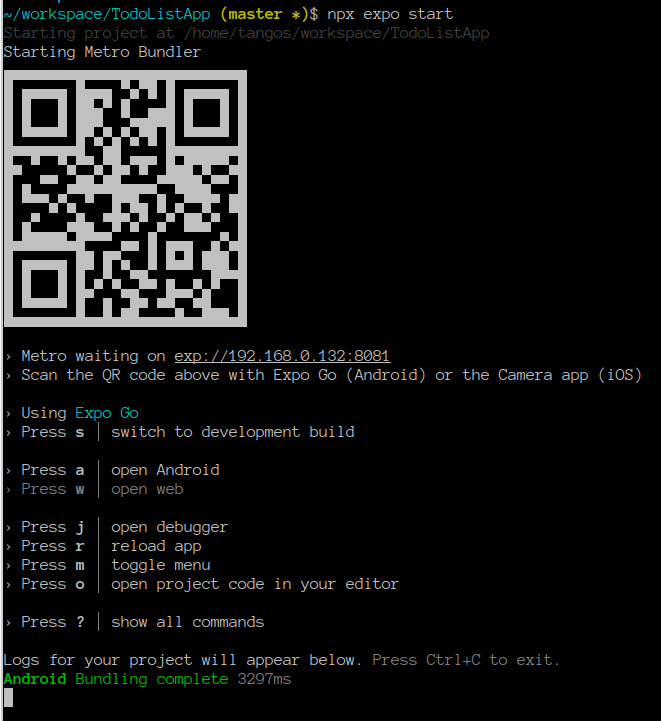 ~/workspace/TodoListApp (master *)$ npx expo start
Starting project at /home/tangos/workspace/TodoListApp
Starting Metro Bundler
› Metro waiting on exp://192.168.0.132:8081
› Scan the QR code above with Expo Go (Android) or the Camera app (iOS)
› Using Expo Go
› Press s │ switch to development build
› Press a │ open Android
› Press w │ open web
› Press j │ open debugger
› Press r │ reload app
› Press m │ toggle menu
› Press o │ open project code in your editor
› Press ? │ show all commands
Logs for your project will appear below. Press Ctrl+C to exit.
Android Bundling complete 3297ms